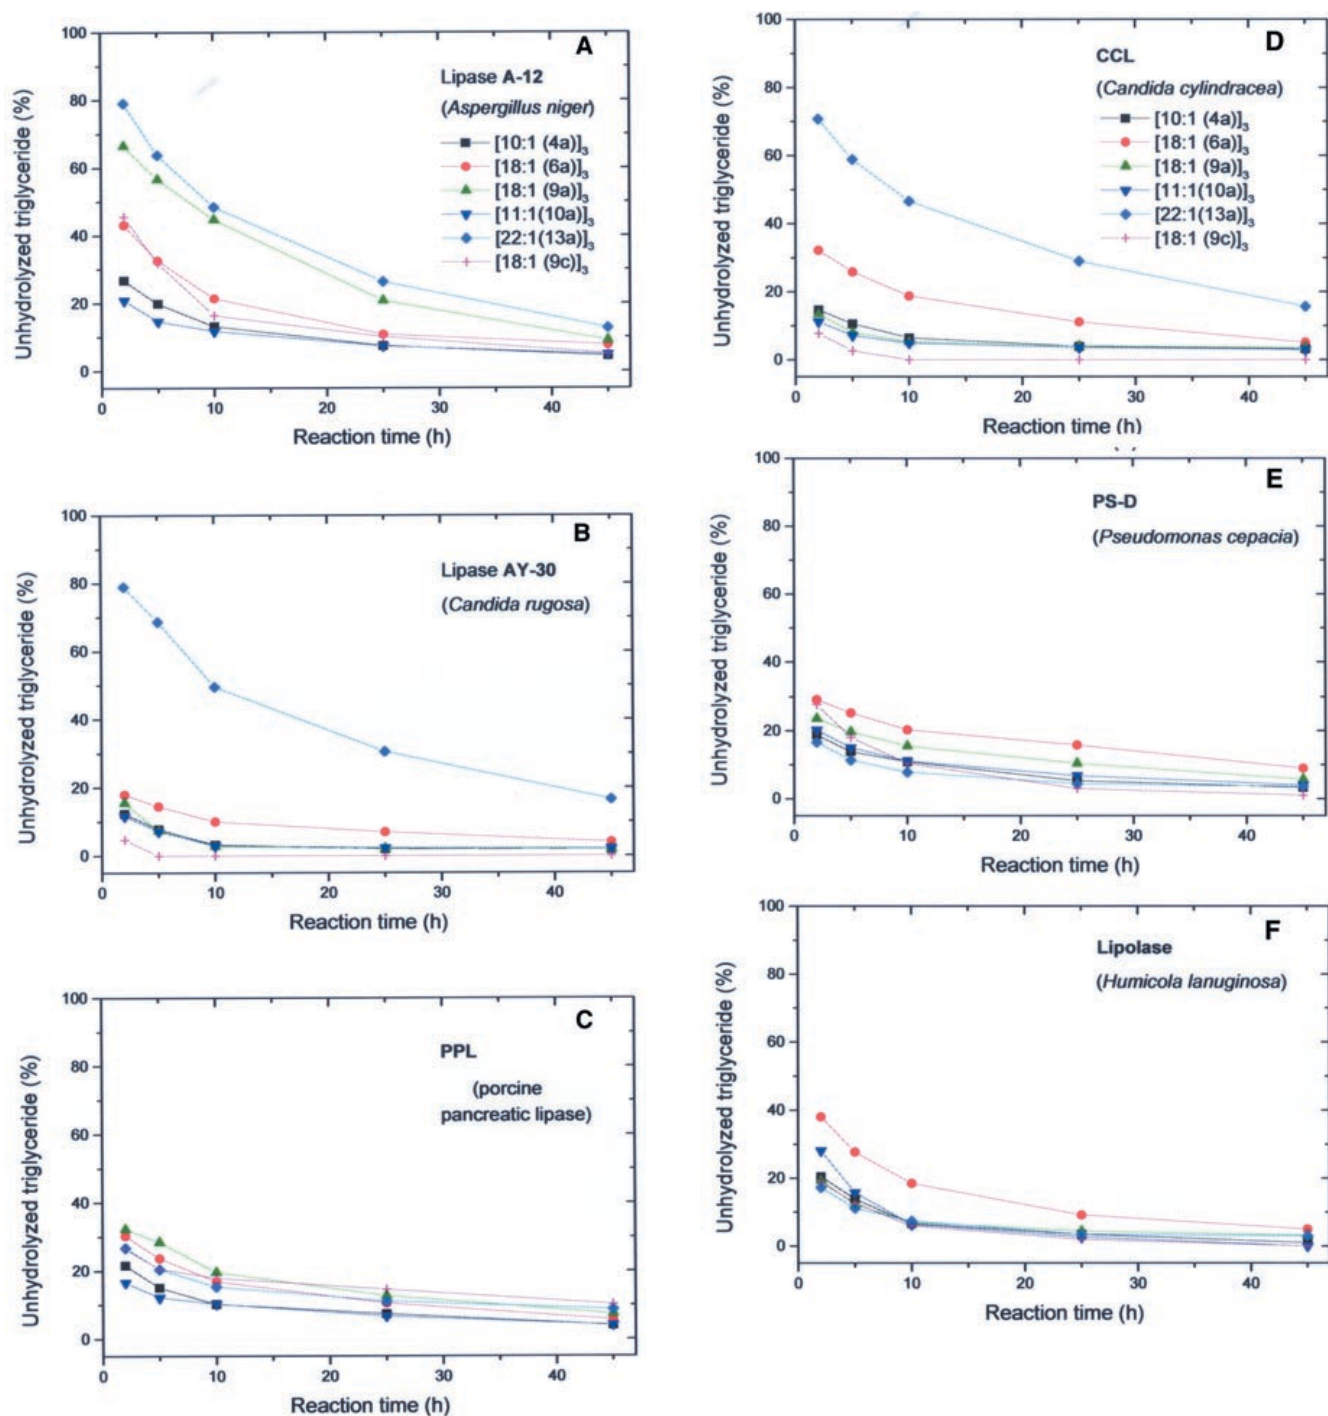 A
Lipase A-12
(Aspergillus niger)
[10:1 (4a)]3
[18:1 (6a)]3
[18:1 (9a)]3
[11:1(10a)]3
[22:1(13a)]3
[18:1 (9c)]3
Unhydrolyzed triglyceride (%)
100
80
60
40
20
0
0 10 20 30 40
Reaction time (h)
B
Lipase AY-30
(Candida rugosa)
Unhydrolyzed triglyceride (%)
100
80
60
40
20
0
0 10 20 30 40
Reaction time (h)
C
PPL
(porcine
pancreatic lipase)
Unhydrolyzed triglyceride (%)
100
80
60
40
20
0
0 10 20 30 40
Reaction time (h)
D
CCL
(Candida cylindracea)
[10:1 (4a)]3
[18:1 (6a)]3
[18:1 (9a)]3
[11:1(10a)]3
[22:1(13a)]3
[18:1 (9c)]3
Unhydrolyzed triglyceride (%)
100
80
60
40
20
0
0 10 20 30 40
Reaction time (h)
E
PS-D
(Pseudomonas cepacia)
Unhydrolyzed triglyceride (%)
100
80
60
40
20
0
0 10 20 30 40
Reaction time (h)
F
Lipolase
(Humicola lanuginosa)
Unhydrolyzed triglyceride (%)
100
80
60
40
20
0
0 10 20 30 40
Reaction time (h)